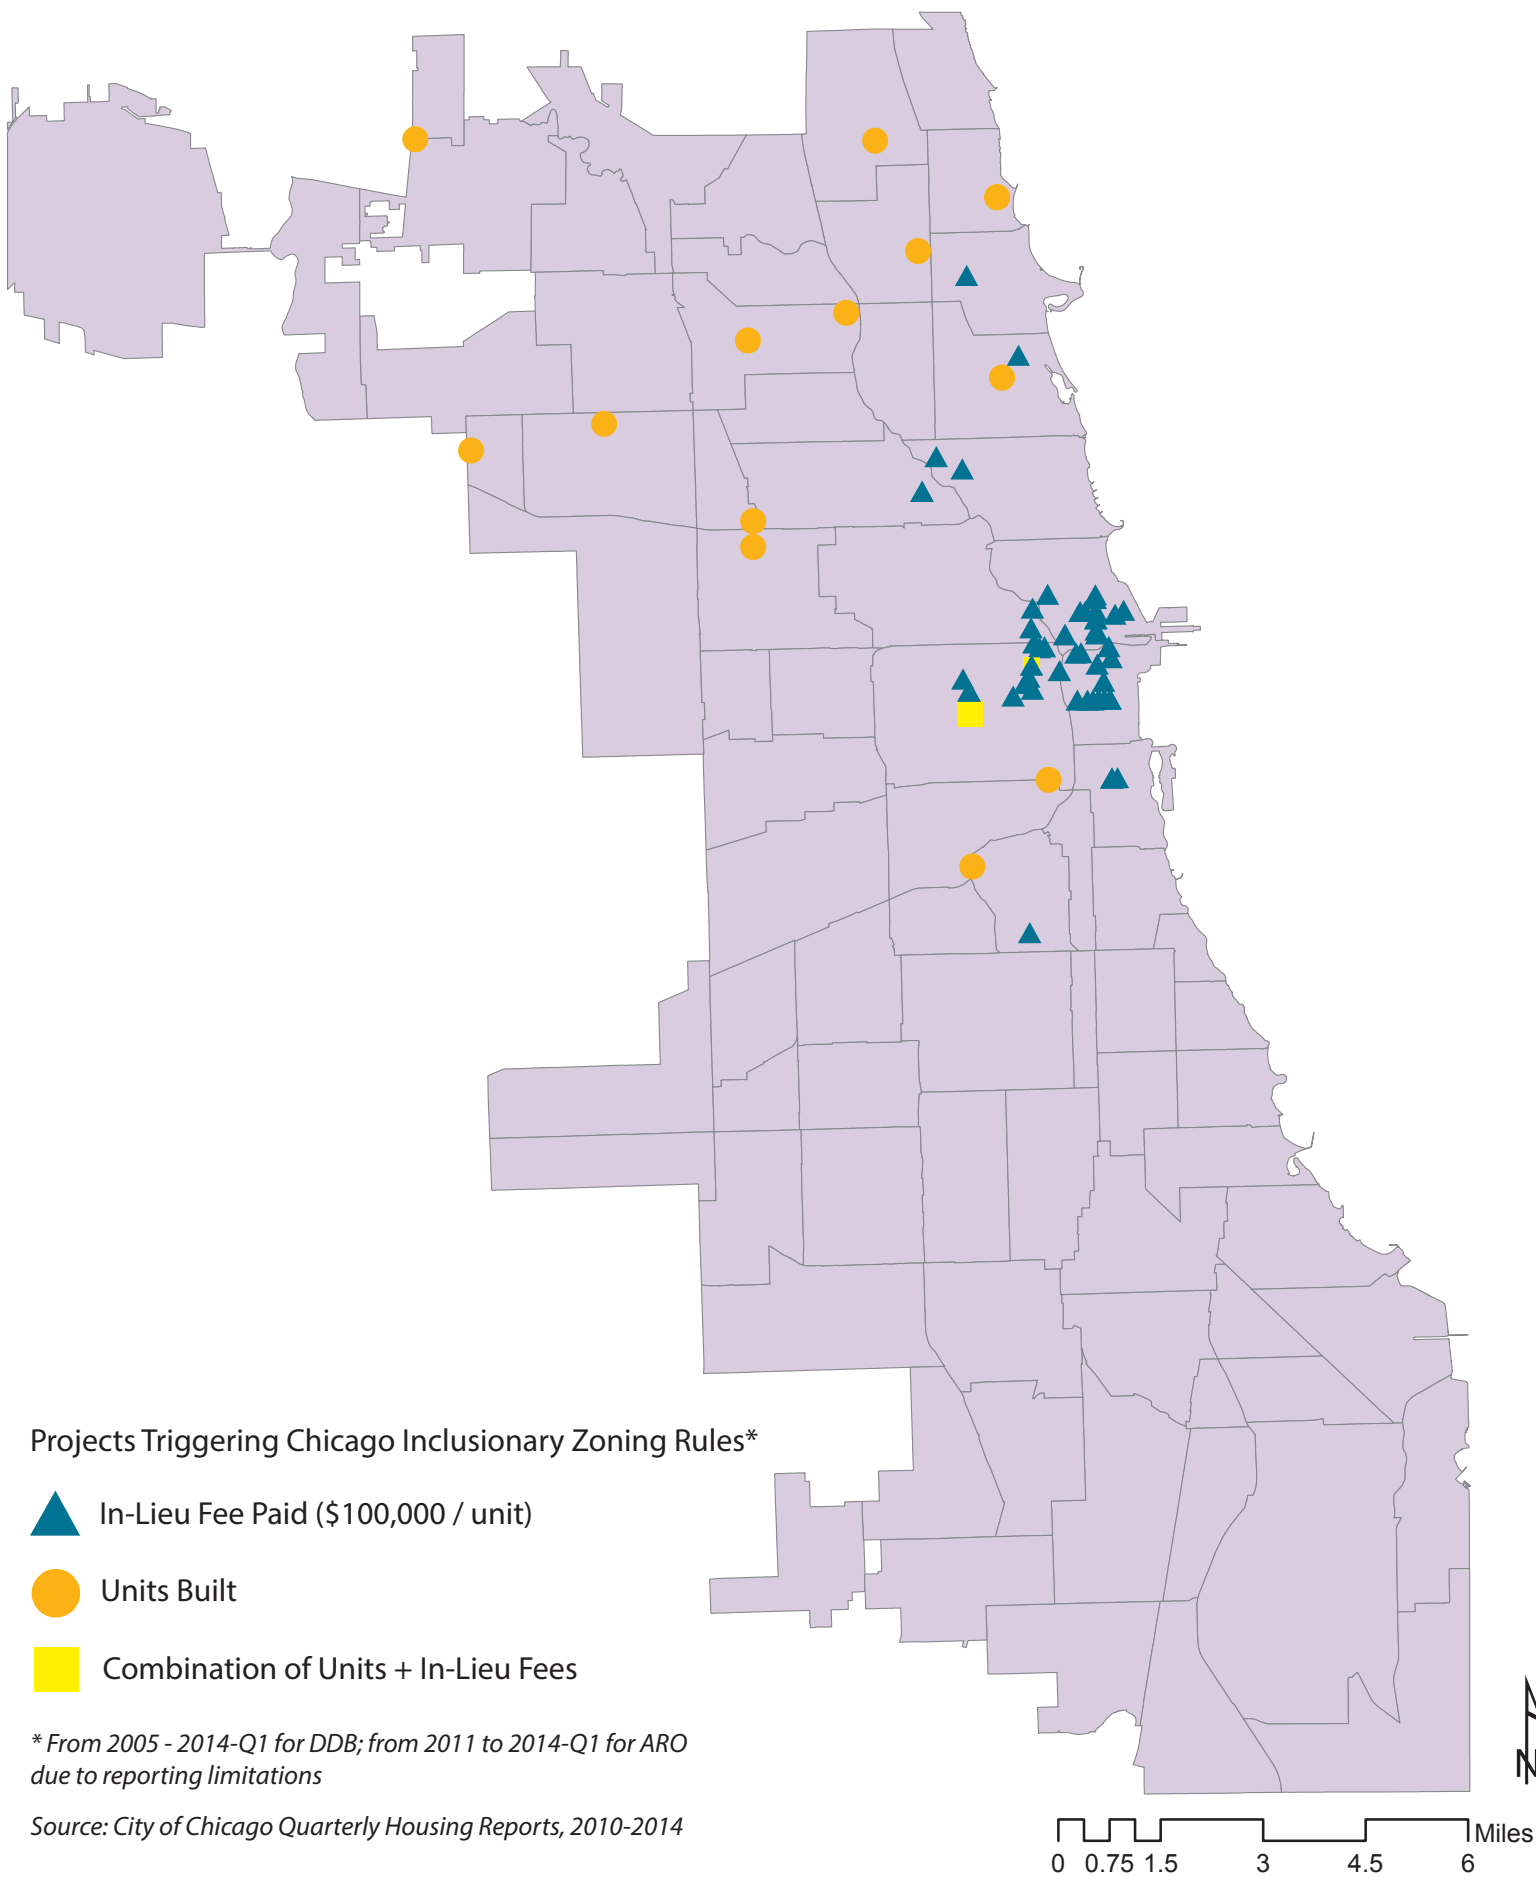 Projects Triggering Chicago Inclusionary Zoning Rules*
In-Lieu Fee Paid ($100,000 / unit)
Units Built
Combination of Units + In-Lieu Fees
* From 2005 - 2014-Q1 for DDB; from 2011 to 2014-Q1 for ARO
due to reporting limitations
Source: City of Chicago Quarterly Housing Reports, 2010-2014
N
Miles
0 0.75 1.5 3 4.5 6